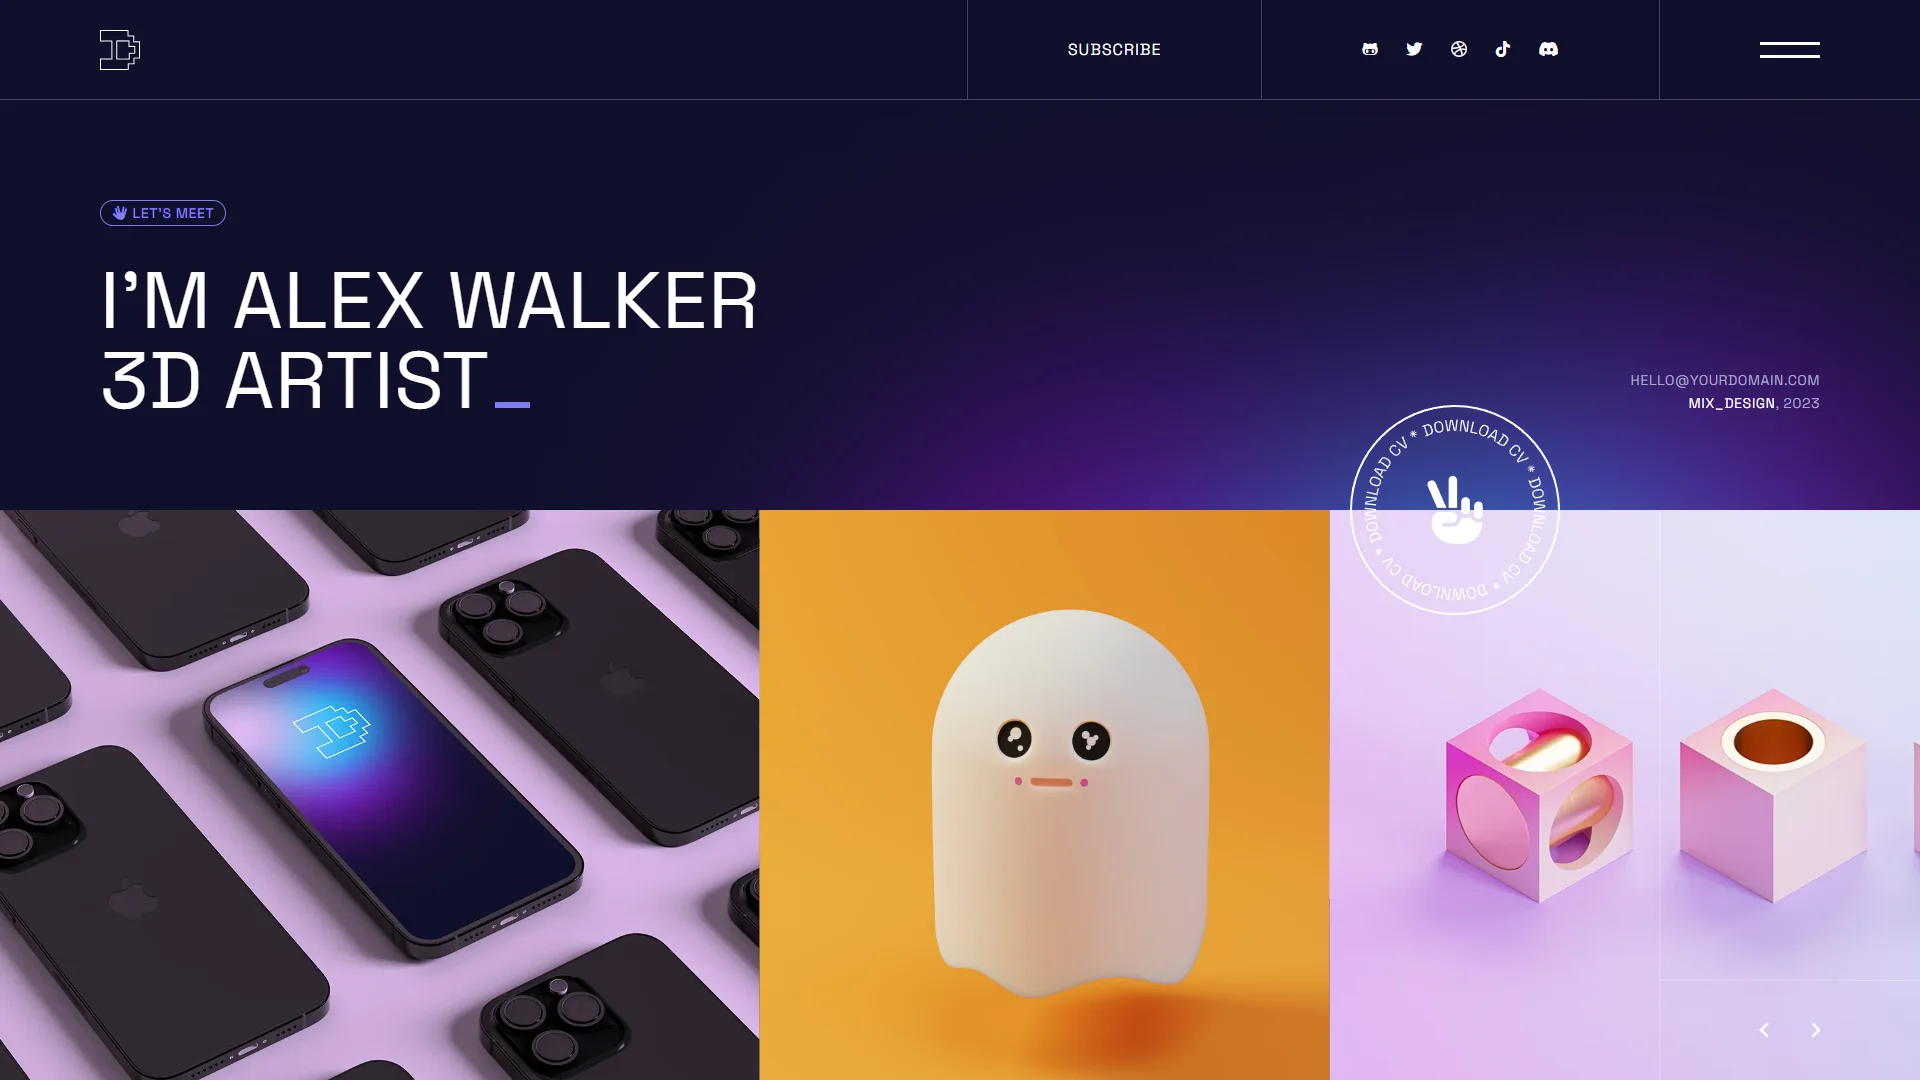 SUBSCRIBE
LET'S MEET
I'M ALEX WALKER
3D ARTIST_
HELLO@YOURDOMAIN.COM
MIX_DESIGN, 2023
DOWNLOAD CV * DOWNLOAD CV * DOWNLOAD CV * DOWNLOAD CV *